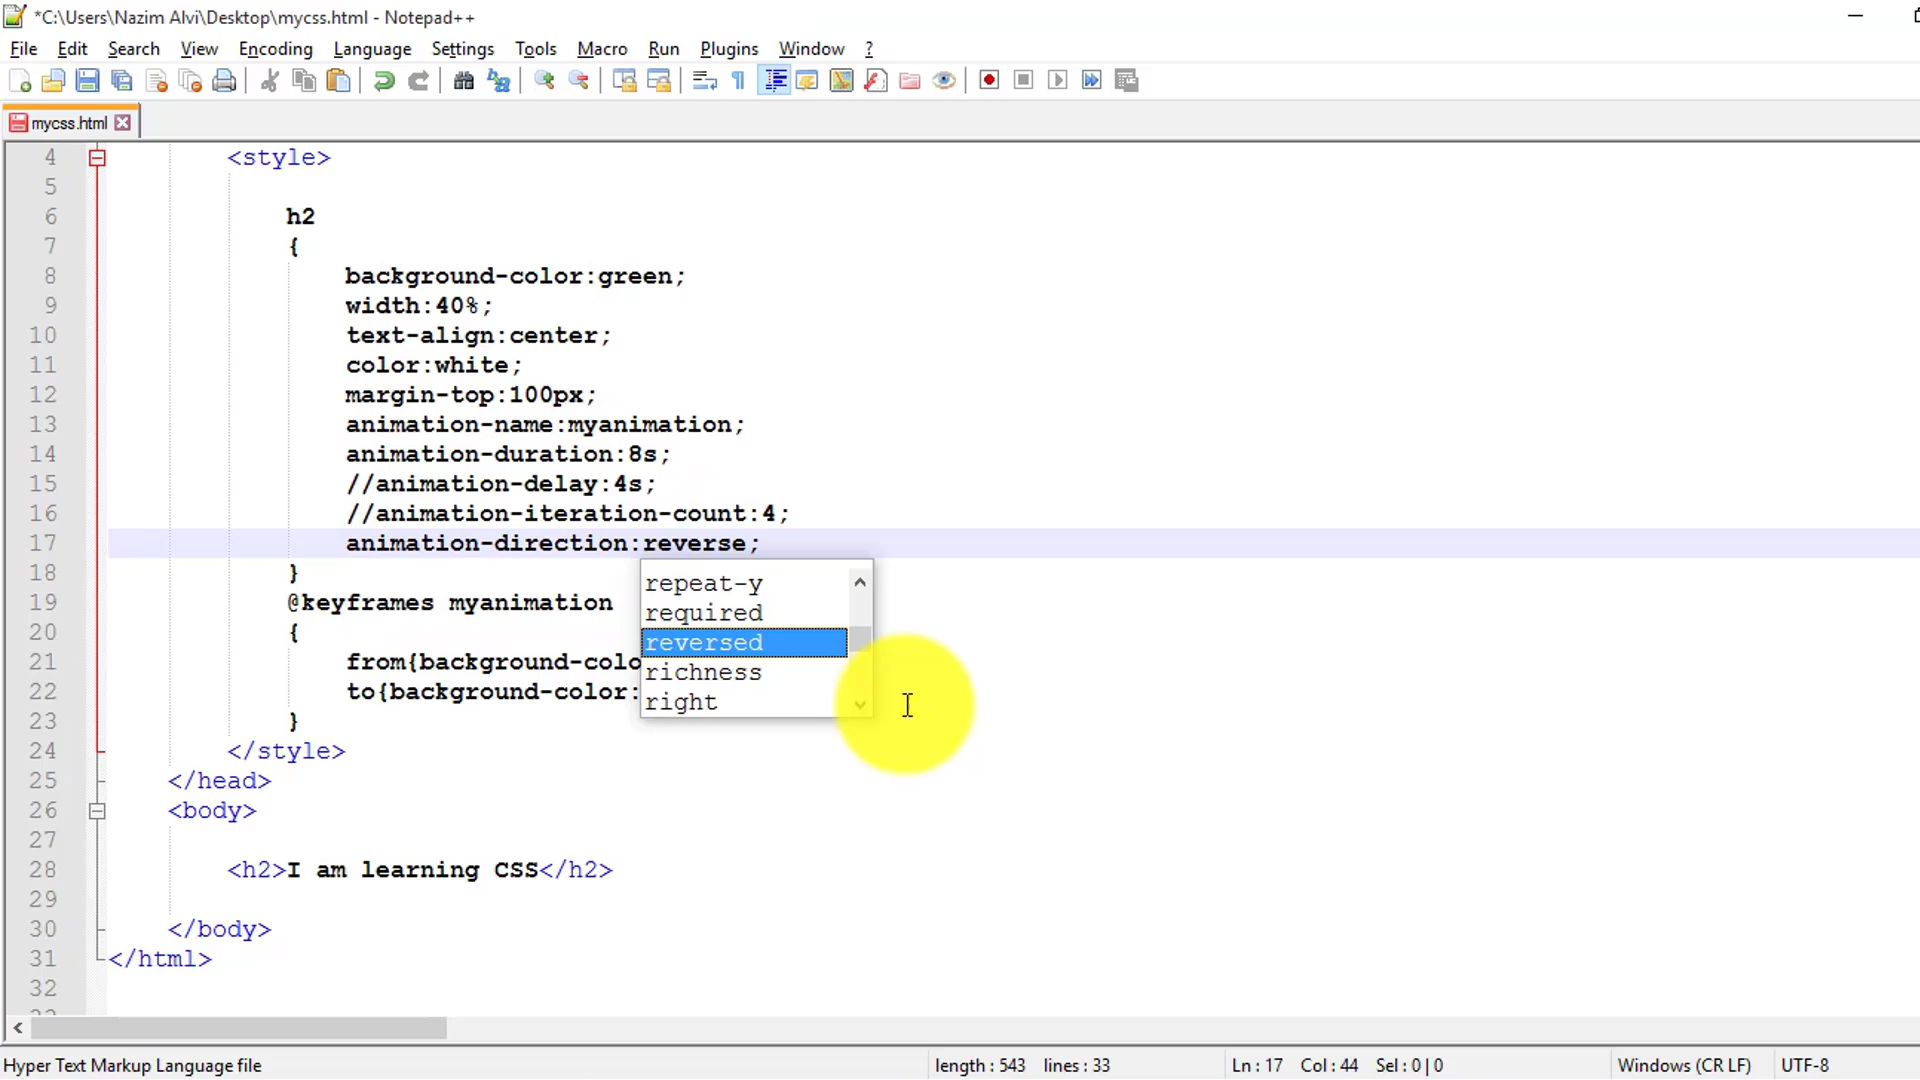 *C:\Users\Nazim Alvi\Desktop\mycss.html - Notepad++
File Edit Search View Encoding Language Settings Tools Macro Run Plugins Window ?
mycss.html
4 <style>
5
6 h2
7 {
8 background-color:green;
9 width:40%;
10 text-align:center;
11 color:white;
12 margin-top:100px;
13 animation-name:myanimation;
14 animation-duration:8s;
15 //animation-delay:4s;
16 //animation-iteration-count:4;
17 animation-direction:reverse;
18 }
19 @keyframes myanimation
20 {
21 from{background-colo
22 to{background-color:
23 }
24 </style>
25 </head>
26 <body>
27
28 <h2>I am learning CSS</h2>
29
30 </body>
31 </html>
32
repeat-y
required
reversed
richness
right
Hyper Text Markup Language file length : 543 lines : 33 Ln : 17 Col : 44 Sel : 0 | 0 Windows (CR LF) UTF-8